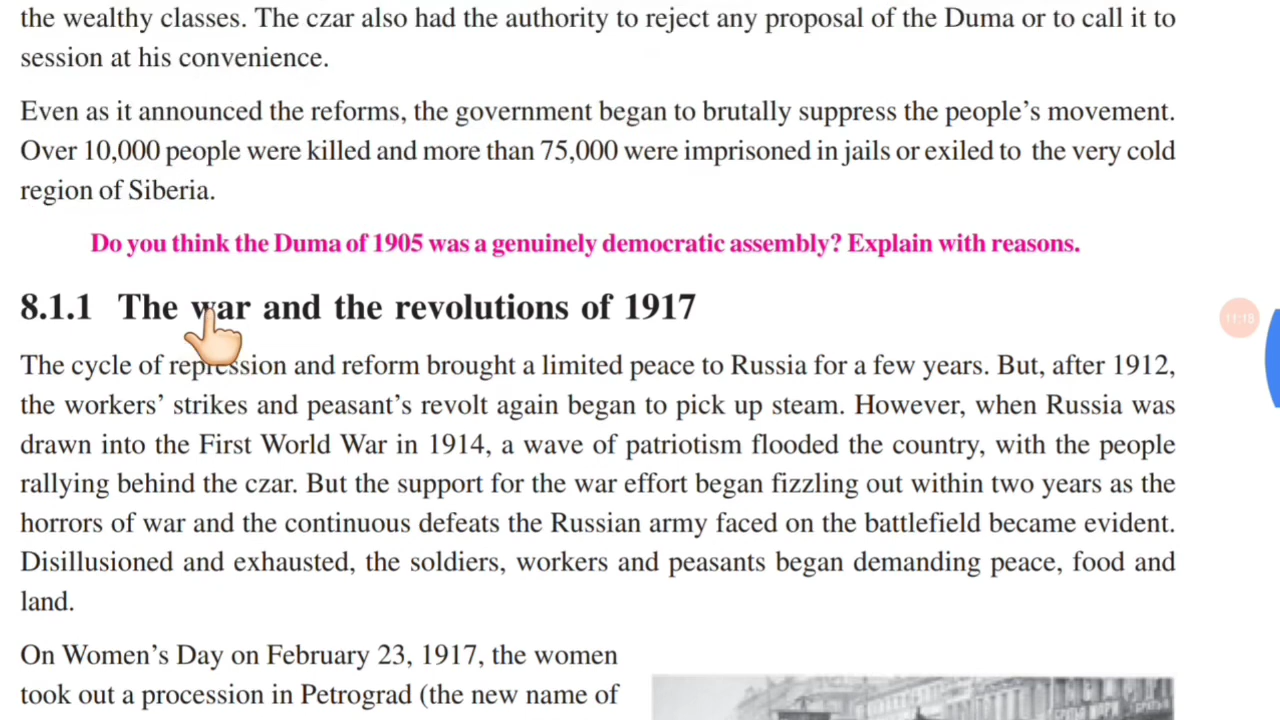 the wealthy classes. The czar also had the authority to reject any proposal of the Duma or to call it to
session at his convenience.
Even as it announced the reforms, the government began to brutally suppress the people’s movement.
Over 10,000 people were killed and more than 75,000 were imprisoned in jails or exiled to the very cold
region of Siberia.
Do you think the Duma of 1905 was a genuinely democratic assembly? Explain with reasons.
8.1.1 The war and the revolutions of 1917
11:15
The cycle of repression and reform brought a limited peace to Russia for a few years. But, after 1912,
the workers’ strikes and peasant’s revolt again began to pick up steam. However, when Russia was
drawn into the First World War in 1914, a wave of patriotism flooded the country, with the people
rallying behind the czar. But the support for the war effort began fizzling out within two years as the
horrors of war and the continuous defeats the Russian army faced on the battlefield became evident.
Disillusioned and exhausted, the soldiers, workers and peasants began demanding peace, food and
land.
On Women’s Day on February 23, 1917, the women
took out a procession in Petrograd (the new name of